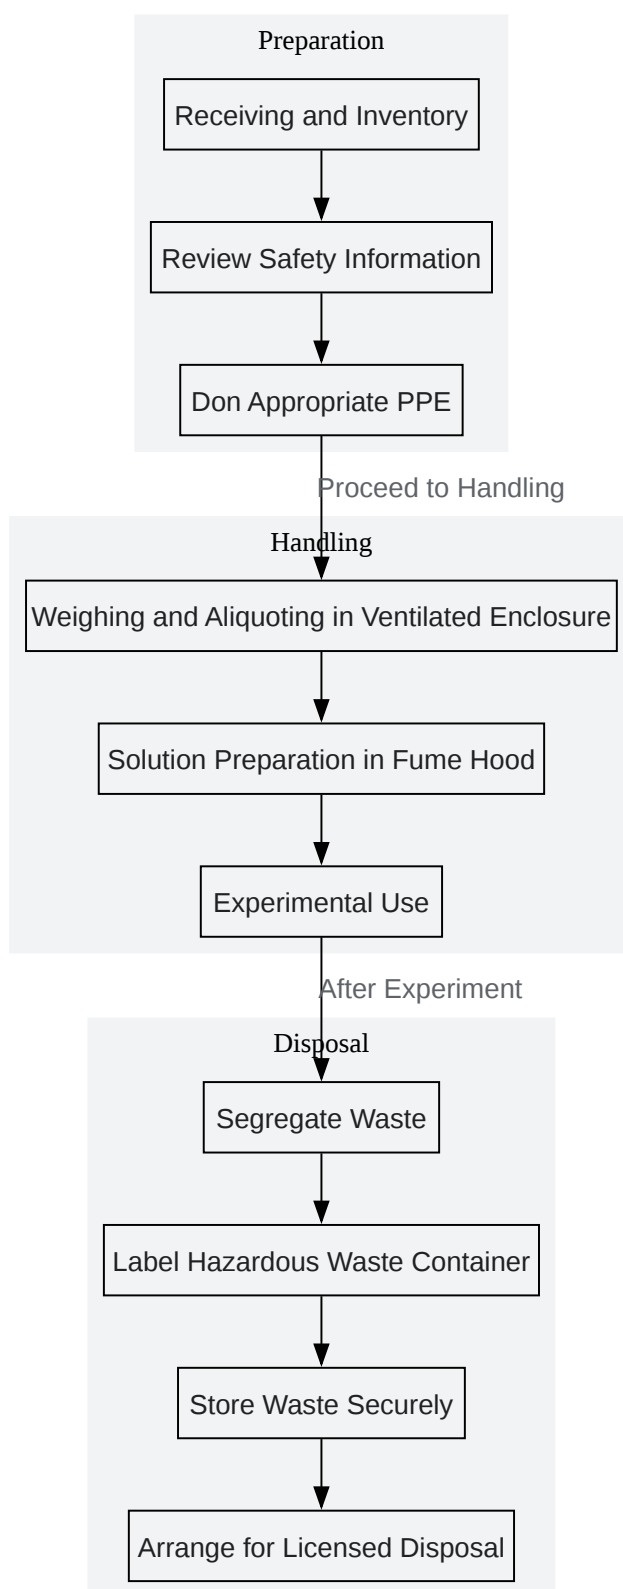 Preparation
Receiving and Inventory
Review Safety Information
Don Appropriate PPE
Proceed to Handling
Handling
Weighing and Aliquoting in Ventilated Enclosure
Solution Preparation in Fume Hood
Experimental Use
After Experiment
Disposal
Segregate Waste
Label Hazardous Waste Container
Store Waste Securely
Arrange for Licensed Disposal